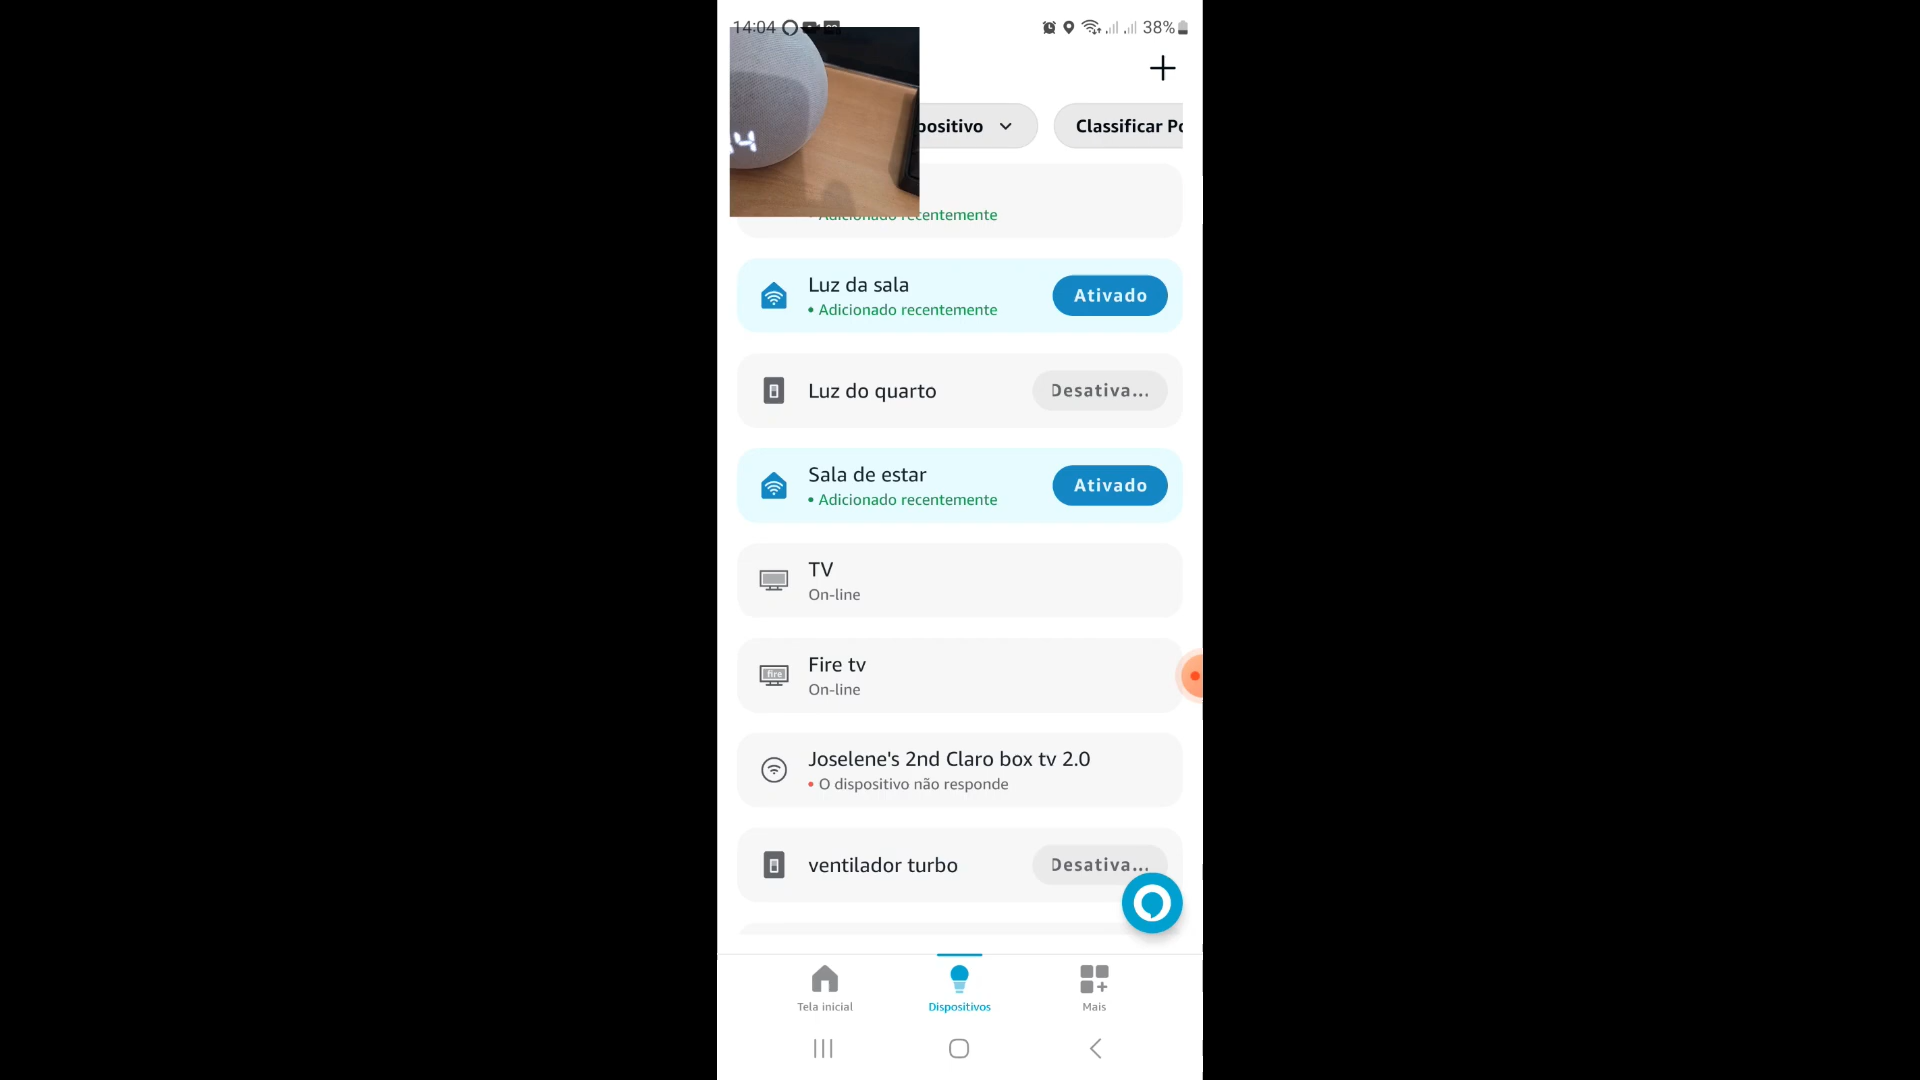 14:04
38%
positivo
Classificar Po
Adicionado recentemente
Luz da sala
Ativado
• Adicionado recentemente
Luz do quarto
Desativa...
Sala de estar
Ativado
• Adicionado recentemente
TV
On-line
fire
Fire tv
On-line
Joselene's 2nd Claro box tv 2.0
• O dispositivo não responde
ventilador turbo
Desativa...
Tela inicial
Dispositivos
Mais